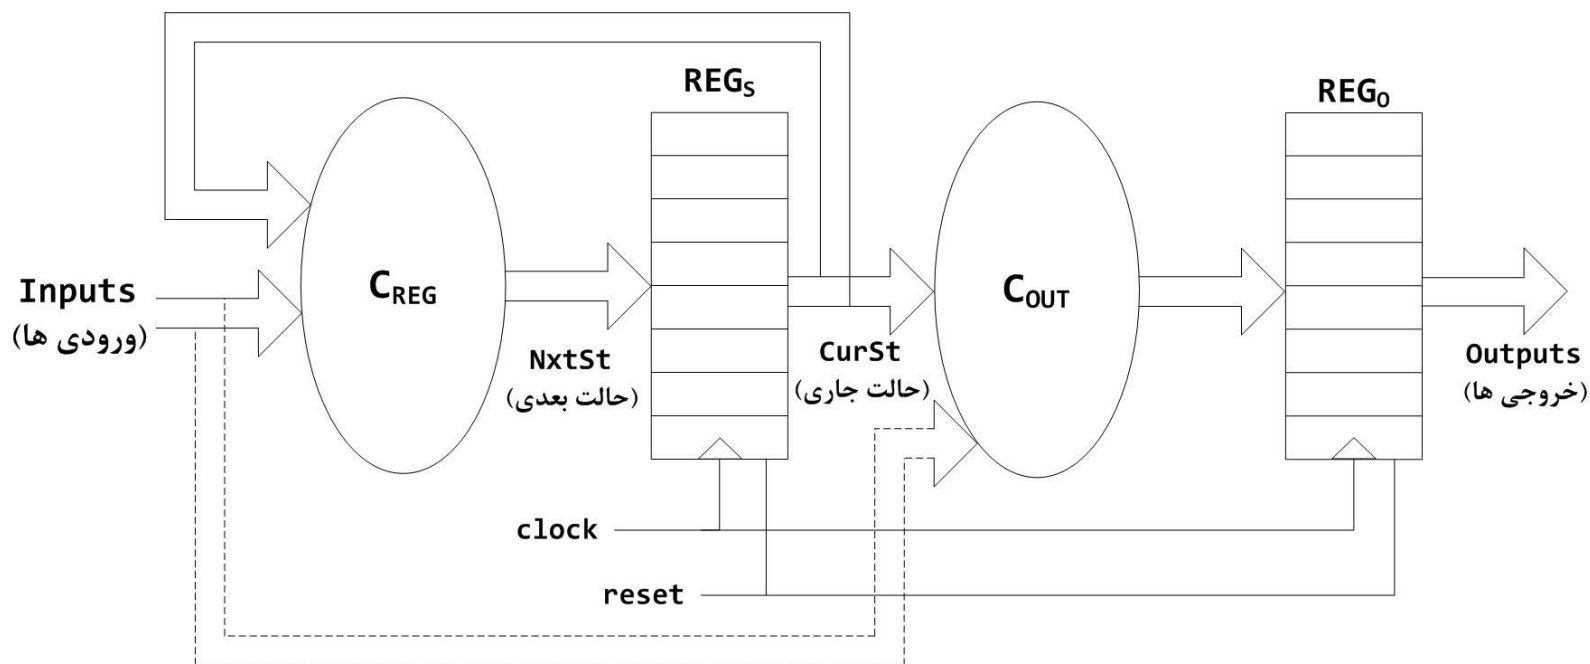 REGS
REGO
CREG
COUT
Inputs
(ورودی ها)
NxtSt
(حالت بعدی)
CurSt
(حالت جاری)
Outputs
(خروجی ها)
clock
reset